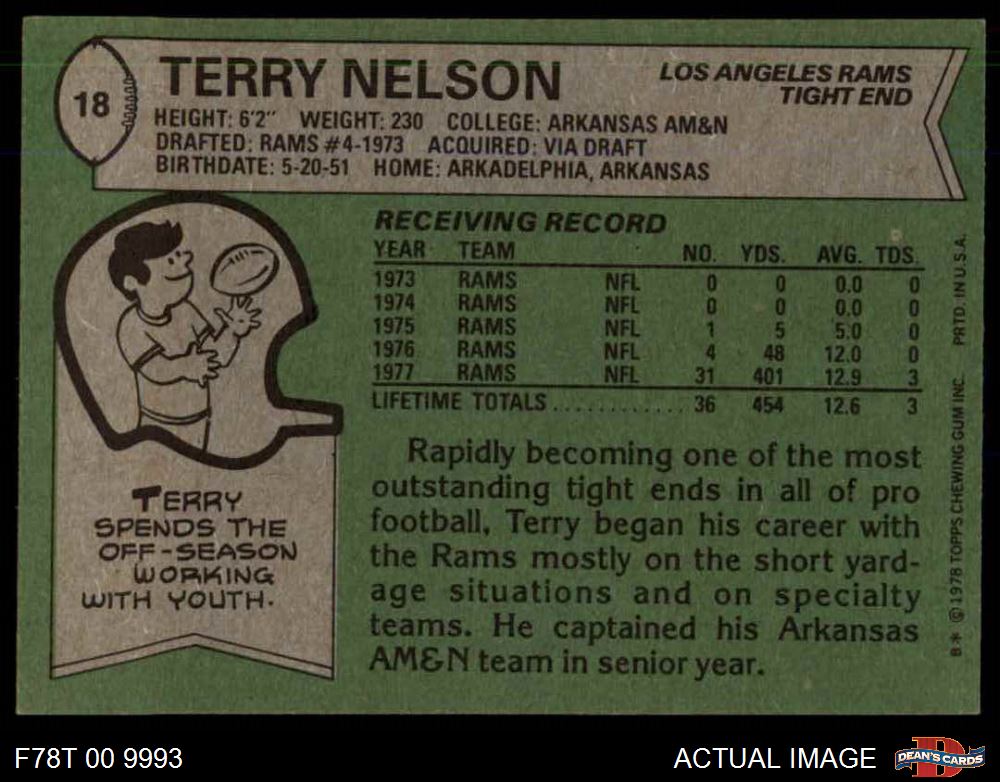 18
TERRY NELSON
LOS ANGELES RAMS
TIGHT END
HEIGHT: 6'2" WEIGHT: 230 COLLEGE: ARKANSAS AM&N
DRAFTED: RAMS #4-1973 ACQUIRED: VIA DRAFT
BIRTHDATE: 5-20-51 HOME: ARKADELPHIA, ARKANSAS
RECEIVING RECORD
YEAR TEAM NO. YDS. AVG. TDS.
1973 RAMS NFL 0 0 0.0 0
1974 RAMS NFL 0 0 0.0 0
1975 RAMS NFL 1 5 5.0 0
1976 RAMS NFL 4 48 12.0 0
1977 RAMS NFL 31 401 12.9 3
LIFETIME TOTALS ............ 36 454 12.6 3
TERRY
SPENDS THE
OFF-SEASON
WORKING
WITH YOUTH.
Rapidly becoming one of the most
outstanding tight ends in all of pro
football, Terry began his career with
the Rams mostly on the short yard-
age situations and on specialty
teams. He captained his Arkansas
AM&N team in senior year.
B** © 1978 TOPPS CHEWING GUM INC. PRTD. IN U.S.A.
F78T 00 9993
ACTUAL IMAGE
D
DEAN'S CARDS